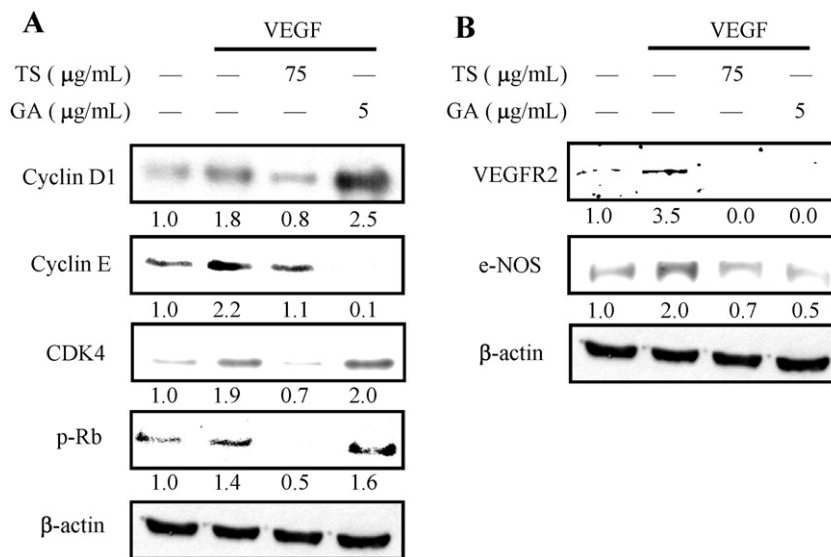 A
VEGF
TS ( μg/mL) — — 75 —
GA ( μg/mL) — — — 5
Cyclin D1
1.0 1.8 0.8 2.5
Cyclin E
1.0 2.2 1.1 0.1
CDK4
1.0 1.9 0.7 2.0
p-Rb
1.0 1.4 0.5 1.6
β-actin
B
VEGF
TS ( μg/mL) — — 75 —
GA ( μg/mL) — — — 5
VEGFR2
1.0 3.5 0.0 0.0
e-NOS
1.0 2.0 0.7 0.5
β-actin